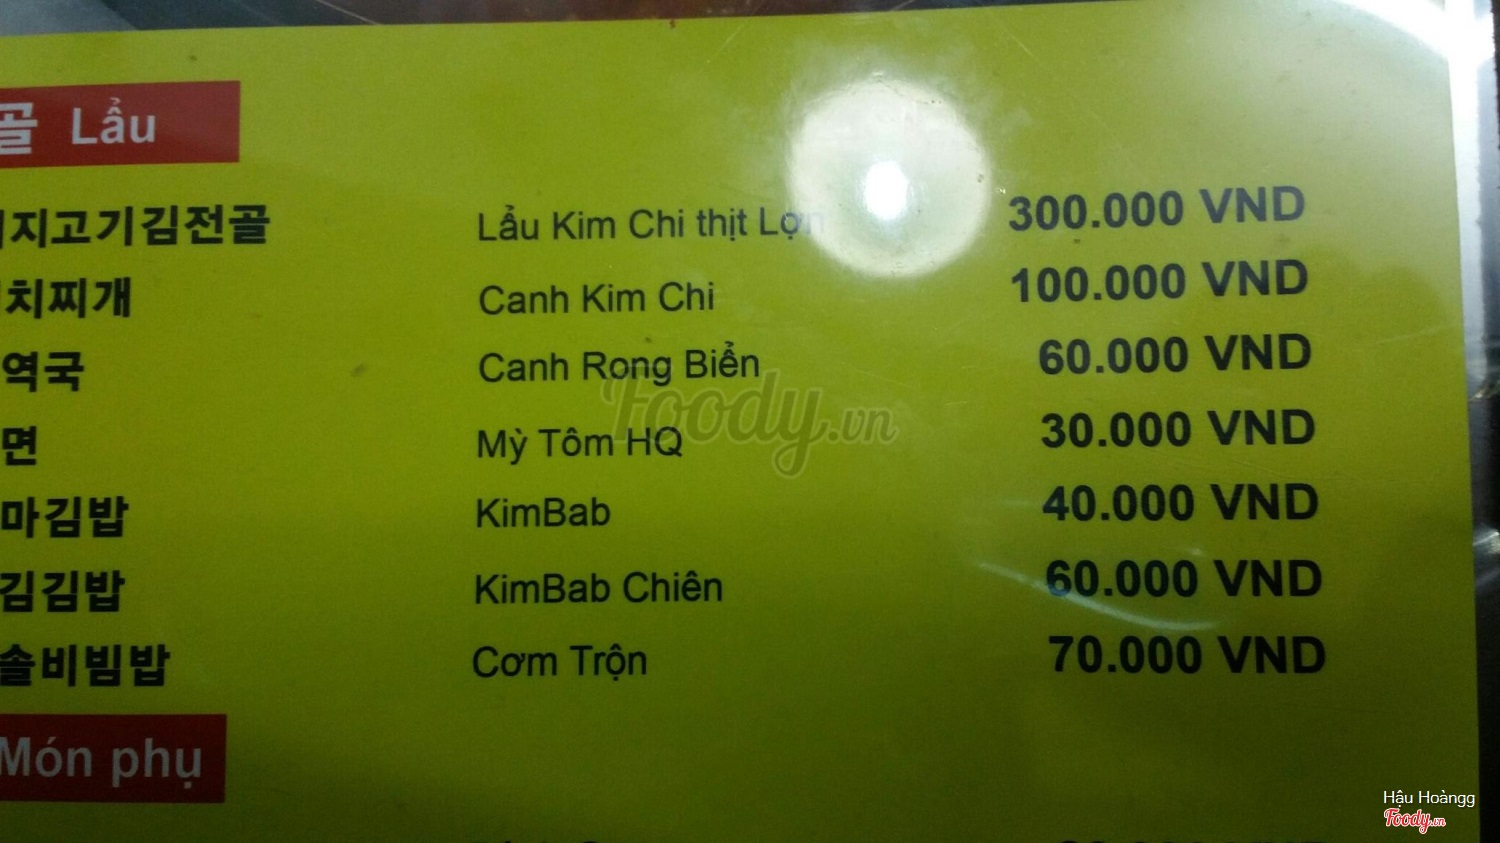 골 Lẩu
지고기김전골 Lẩu Kim Chi thịt Lợn 300.000 VND
치찌개 Canh Kim Chi 100.000 VND
역국 Canh Rong Biển 60.000 VND
면 Mỳ Tôm HQ 30.000 VND
마김밥 KimBab 40.000 VND
김김밥 KimBab Chiên 60.000 VND
솔비빔밥 Cơm Trộn 70.000 VND
Món phụ
Foody.vn
Hậu Hoàngg
Foody.vn